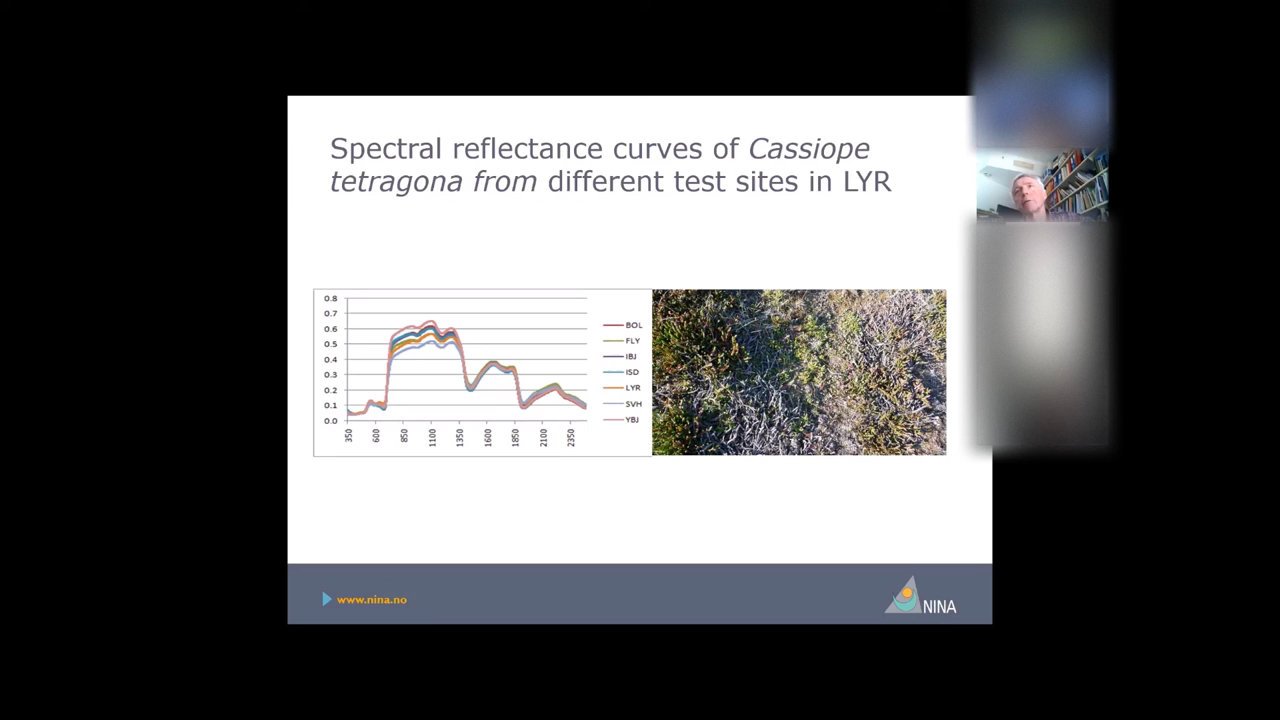 Spectral reflectance curves of Cassiope
tetragona from different test sites in LYR
0.8
0.7
0.6
0.5
0.4
0.3
0.2
0.1
0.0
350
600
850
1100
1350
1600
1850
2100
2350
BOL
FLY
IBJ
ISD
LYR
SVH
YBJ
www.nina.no
NINA